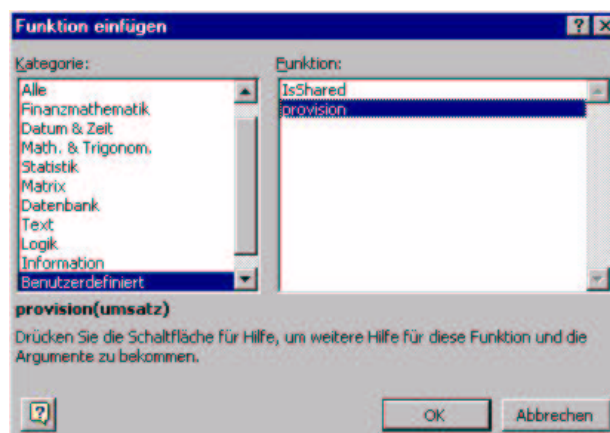 Funktion einfügen
Kategorie:
Funktion:
Alle
Finanzmathematik
Datum & Zeit
Math. & Trigonom.
Statistik
Matrix
Datenbank
Text
Logik
Information
Benutzerdefiniert
IsShared
provision
provision(umsatz)
Drücken Sie die Schaltfläche für Hilfe, um weitere Hilfe für diese Funktion und die
Argumente zu bekommen.
OK
Abbrechen